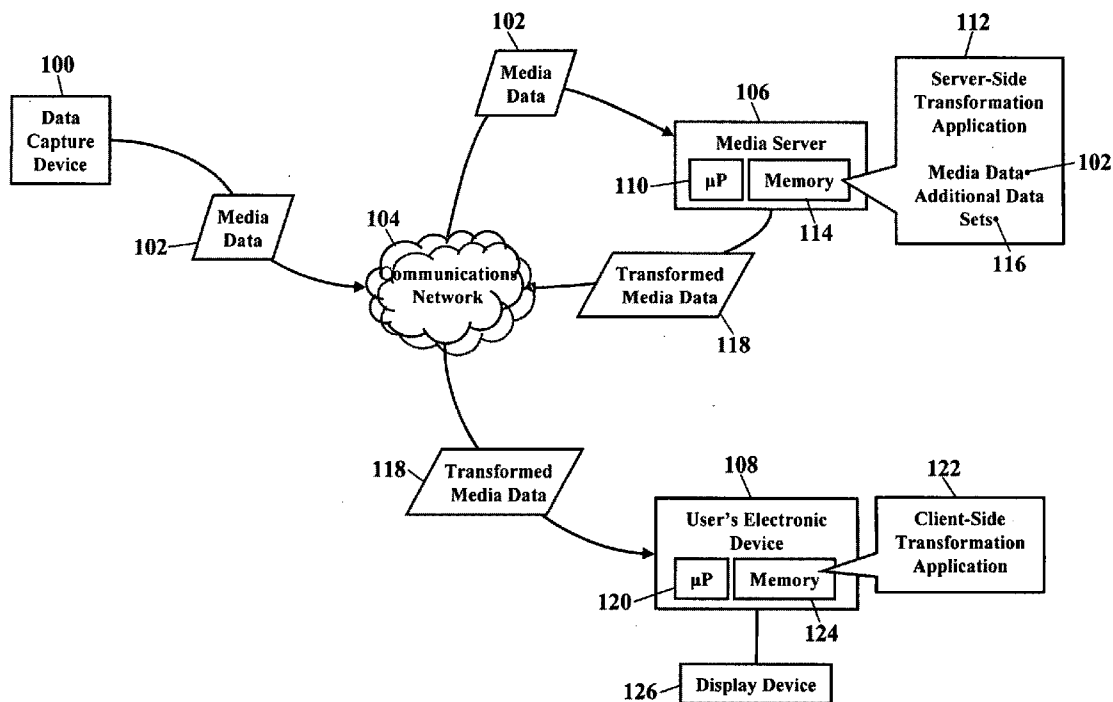 102
112
100
Media
Data
Server-Side
Transformation
Application
106
Data
Capture
Device
Media Server
102
110
µP
Memory
Media Data
Additional Data
Sets
104
Media
Data
114
116
102
Communications
Network
Transformed
Media Data
118
118
Transformed
Media Data
108
122
User's Electronic
Device
Client-Side
Transformation
Application
µP
Memory
120
124
126
Display Device